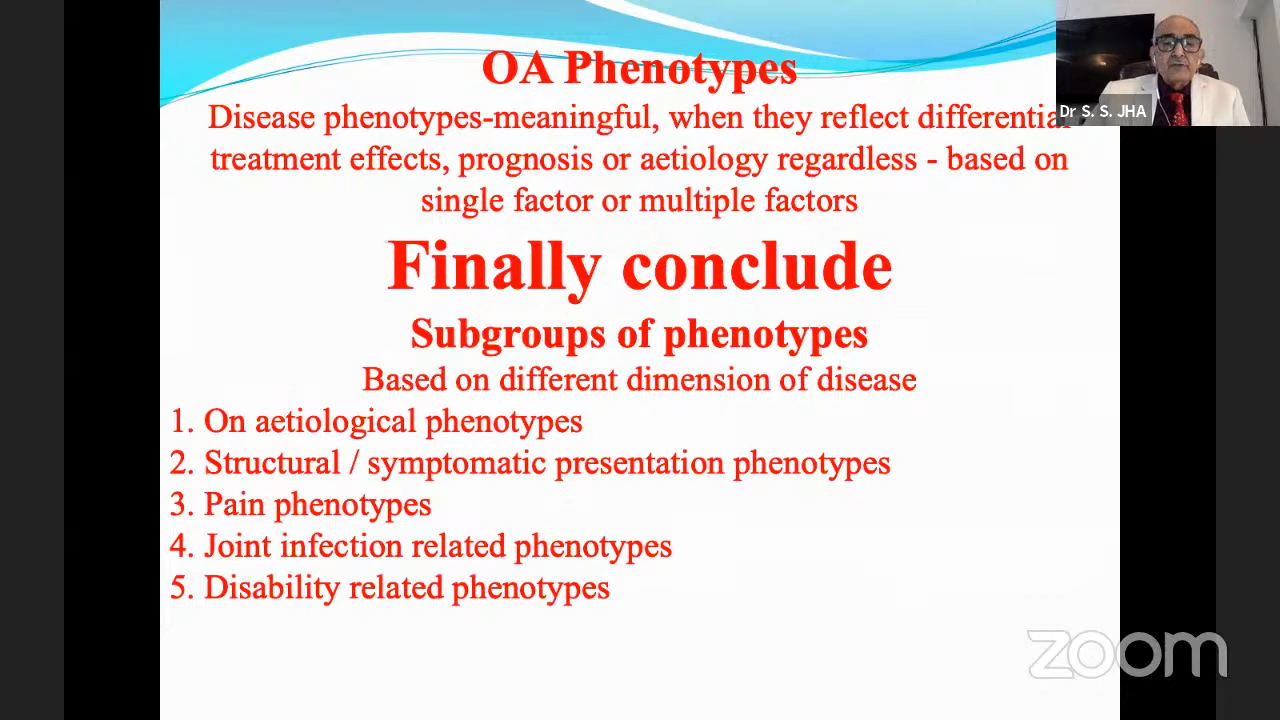 OA Phenotypes
Disease phenotypes-meaningful, when they reflect differential
treatment effects, prognosis or aetiology regardless - based on
single factor or multiple factors
Finally conclude
Subgroups of phenotypes
Based on different dimension of disease
1. On aetiological phenotypes
2. Structural / symptomatic presentation phenotypes
3. Pain phenotypes
4. Joint infection related phenotypes
5. Disability related phenotypes
Dr S. S. JHA
zoom